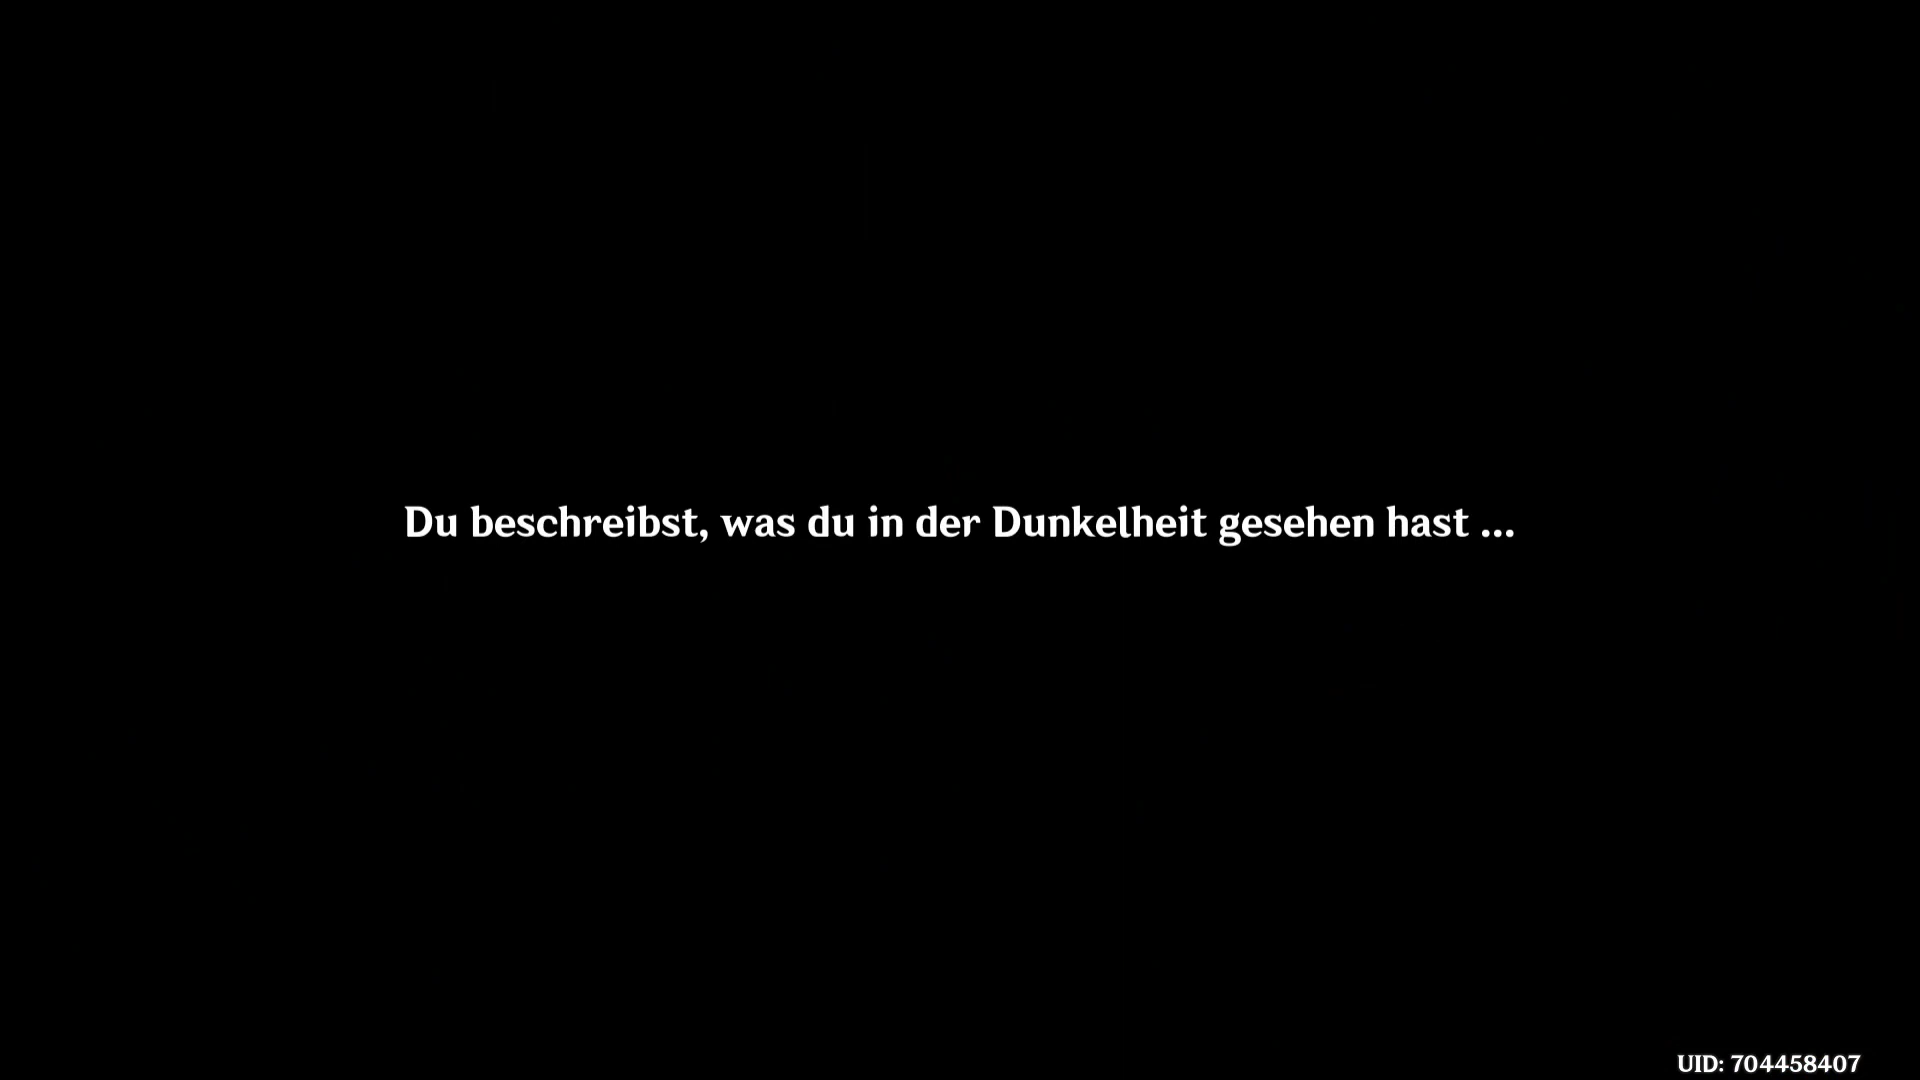 Du beschreibst, was du in der Dunkelheit gesehen hast ...
UID: 704458407